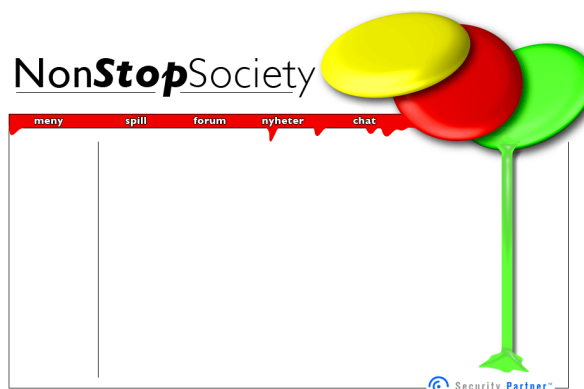 NonStopSociety
meny spill forum nyheter chat
Security Partner™